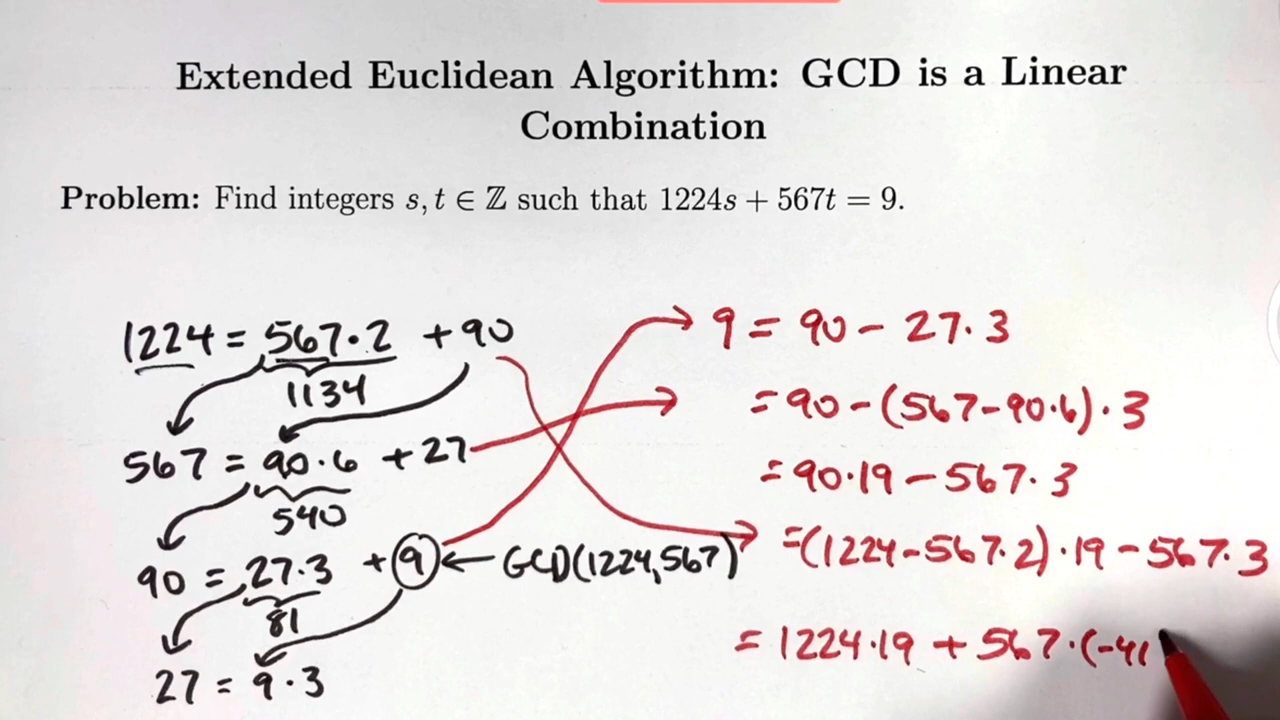 Extended Euclidean Algorithm: GCD is a Linear
Combination
Problem: Find integers s, t ∈ ℤ such that 1224s + 567t = 9.
1224 = 567·2 + 90
1134
567 = 90·6 + 27
540
90 = 27·3 + 9 ← GCD(1224,567)
81
27 = 9·3
9 = 90 - 27·3
= 90 - (567 - 90·6)·3
= 90·19 - 567·3
= (1224 - 567·2)·19 - 567·3
= 1224·19 + 567·(-41